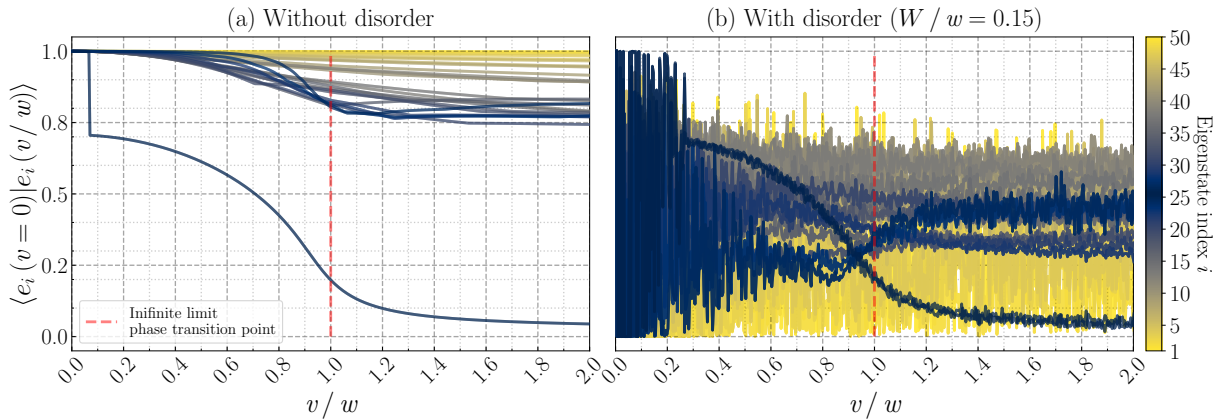 (a) Without disorder
(b) With disorder (W / w = 0.15)
⟨e_i(v = 0)|e_i(v / w)⟩
1.0
0.8
0.5
0.2
0.0
Inifinite limit
phase transition point
0.0 0.2 0.4 0.6 0.8 1.0 1.2 1.4 1.6 1.8 2.0
v / w
0.0 0.2 0.4 0.6 0.8 1.0 1.2 1.4 1.6 1.8 2.0
v / w
50
45
40
35
30
25
20
15
10
5
1
Eigenstate index i